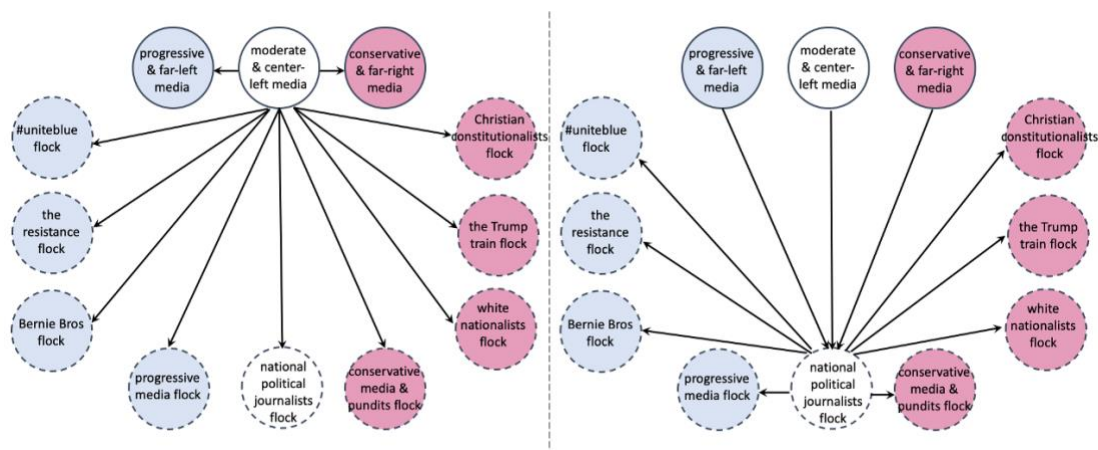 progressive
& far-left
media
moderate
& center-
left media
conservative
& far-right
media
#uniteblue
flock
the
resistance
flock
Bernie Bros
flock
progressive
media flock
national
political
journalists
flock
conservative
media &
pundits flock
white
nationalists
flock
the Trump
train flock
Christian
constitutionalists
flock
progressive
& far-left
media
moderate
& center-
left media
conservative
& far-right
media
#uniteblue
flock
the
resistance
flock
Bernie Bros
flock
progressive
media flock
national
political
journalists
flock
conservative
media &
pundits flock
white
nationalists
flock
the Trump
train flock
Christian
constitutionalists
flock